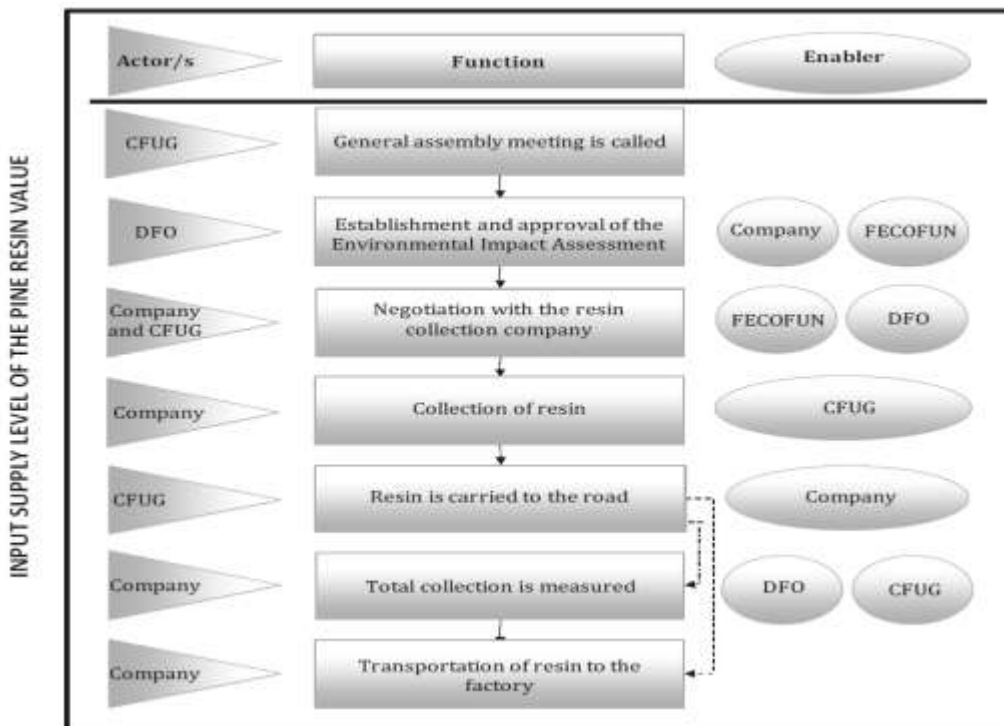 INPUT SUPPLY LEVEL OF THE PINE RESIN VALUE
Actor/s
Function
Enabler
CFUG
General assembly meeting is called
DFO
Establishment and approval of the
Environmental Impact Assessment
Company
FECOFUN
Company
and CFUG
Negotiation with the resin
collection company
FECOFUN
DFO
Company
Collection of resin
CFUG
CFUG
Resin is carried to the road
Company
Company
Total collection is measured
DFO
CFUG
Company
Transportation of resin to the
factory